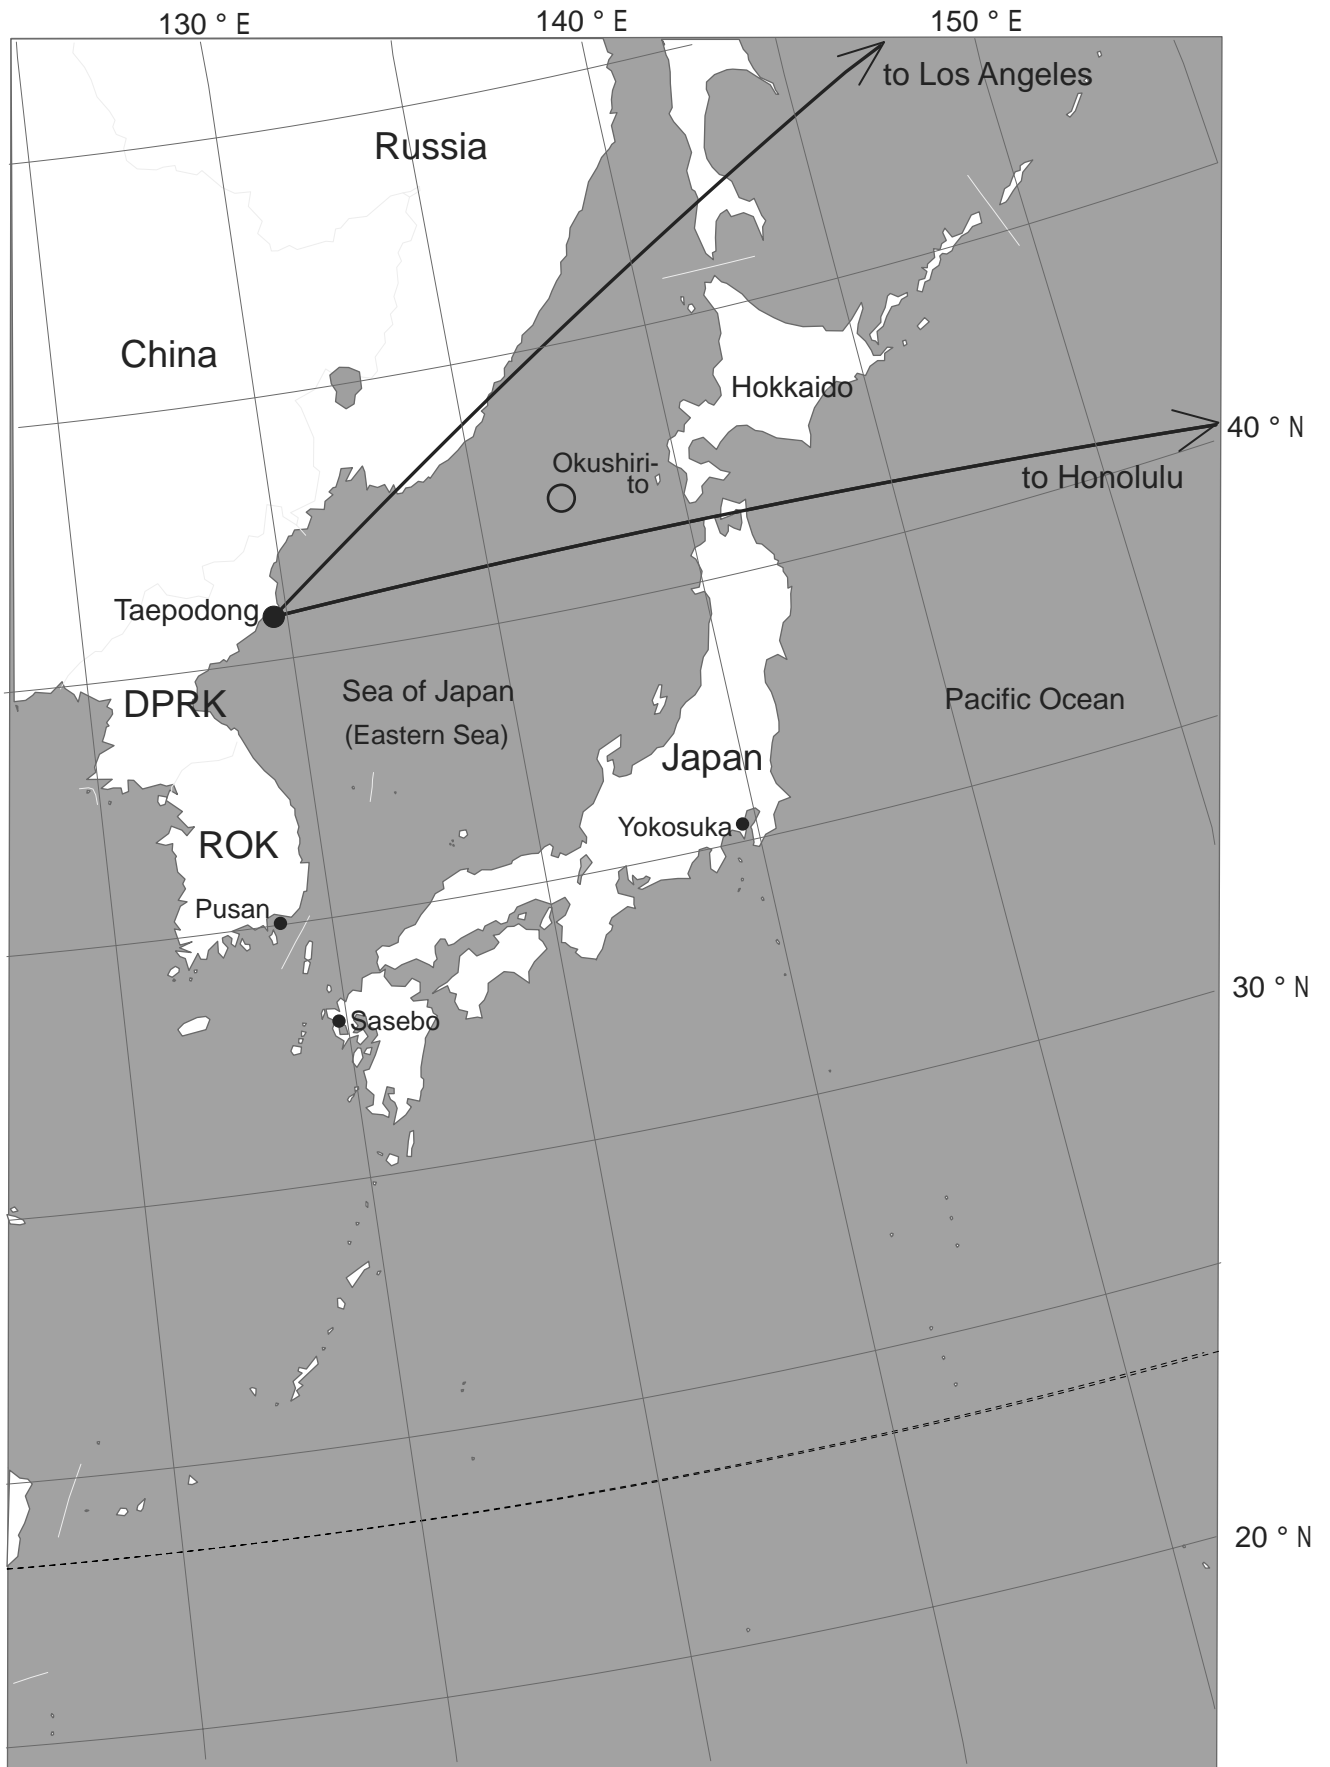 130 ° E
140 ° E
150 ° E
to Los Angeles
Russia
China
Hokkaido
40 ° N
Okushiri-
to
to Honolulu
Taepodong
Sea of Japan
(Eastern Sea)
DPRK
Pacific Ocean
Japan
Yokosuka
ROK
Pusan
30 ° N
Sasebo
20 ° N